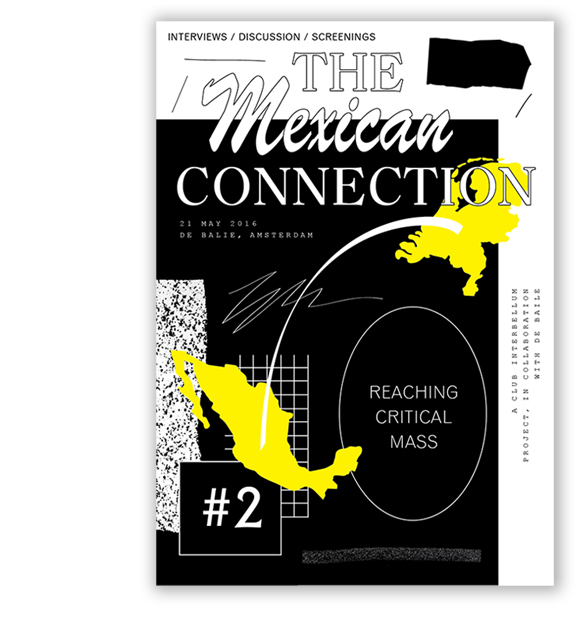 INTERVIEWS / DISCUSSION / SCREENINGS
THE
Mexican
CONNECTION
21 MAY 2016
DE BALIE, AMSTERDAM
A CLUB INTERBELLUM
PROJECT, IN COLLABORATION
WITH DE BAILE
REACHING
CRITICAL
MASS
#2